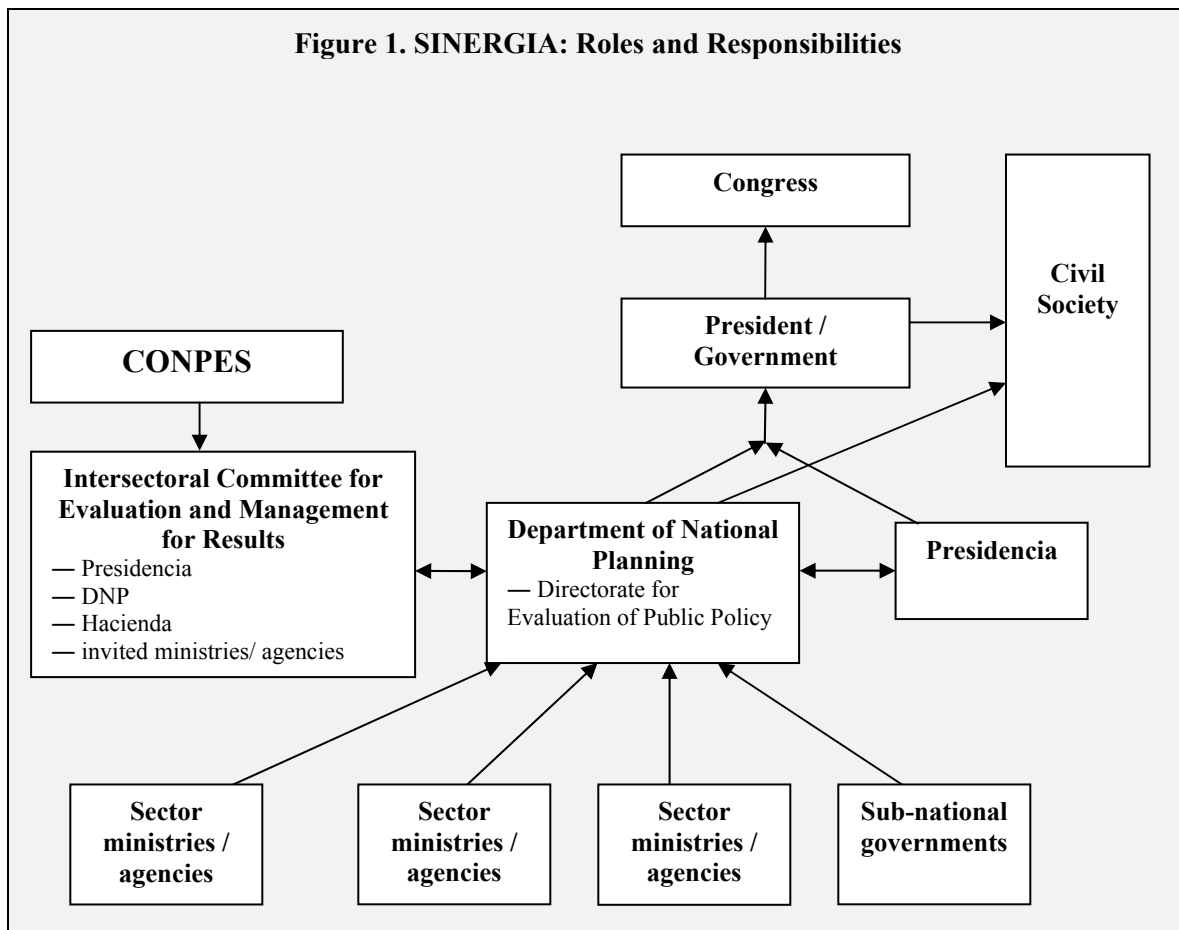 Figure 1. SINERGIA: Roles and Responsibilities
Congress
Civil
Society
President /
Government
CONPES
Intersectoral Committee for
Evaluation and Management
for Results
— Presidencia
— DNP
— Hacienda
— invited ministries/ agencies
Department of National
Planning
— Directorate for
Evaluation of Public Policy
Presidencia
Sector
ministries /
agencies
Sector
ministries /
agencies
Sector
ministries /
agencies
Sub-national
governments